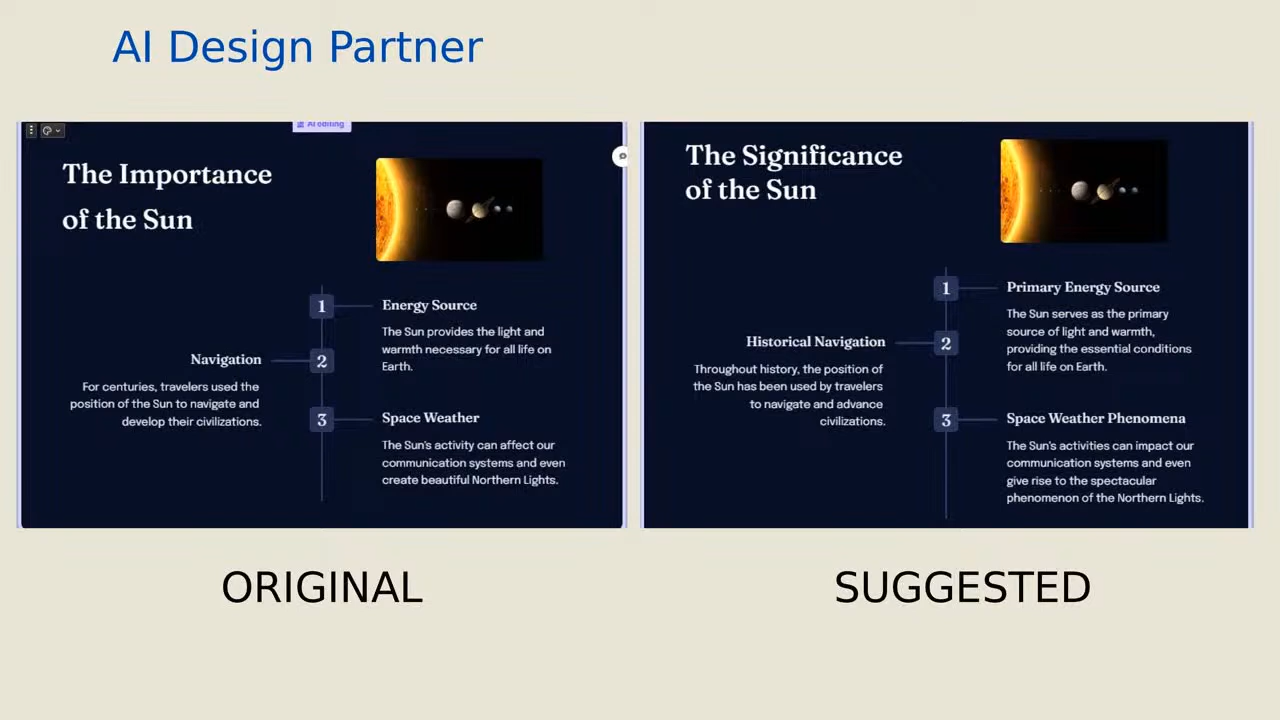 AI Design Partner
AI editing
The Importance
of the Sun
1
Energy Source
The Sun provides the light and
warmth necessary for all life on
Earth.
Navigation
2
For centuries, travelers used the
position of the Sun to navigate and
develop their civilizations.
3
Space Weather
The Sun's activity can affect our
communication systems and even
create beautiful Northern Lights.
The Significance
of the Sun
1
Primary Energy Source
The Sun serves as the primary
source of light and warmth,
providing the essential conditions
for all life on Earth.
Historical Navigation
2
Throughout history, the position of
the Sun has been used by travelers
to navigate and advance
civilizations.
3
Space Weather Phenomena
The Sun's activities can impact our
communication systems and even
give rise to the spectacular
phenomenon of the Northern Lights.
ORIGINAL
SUGGESTED